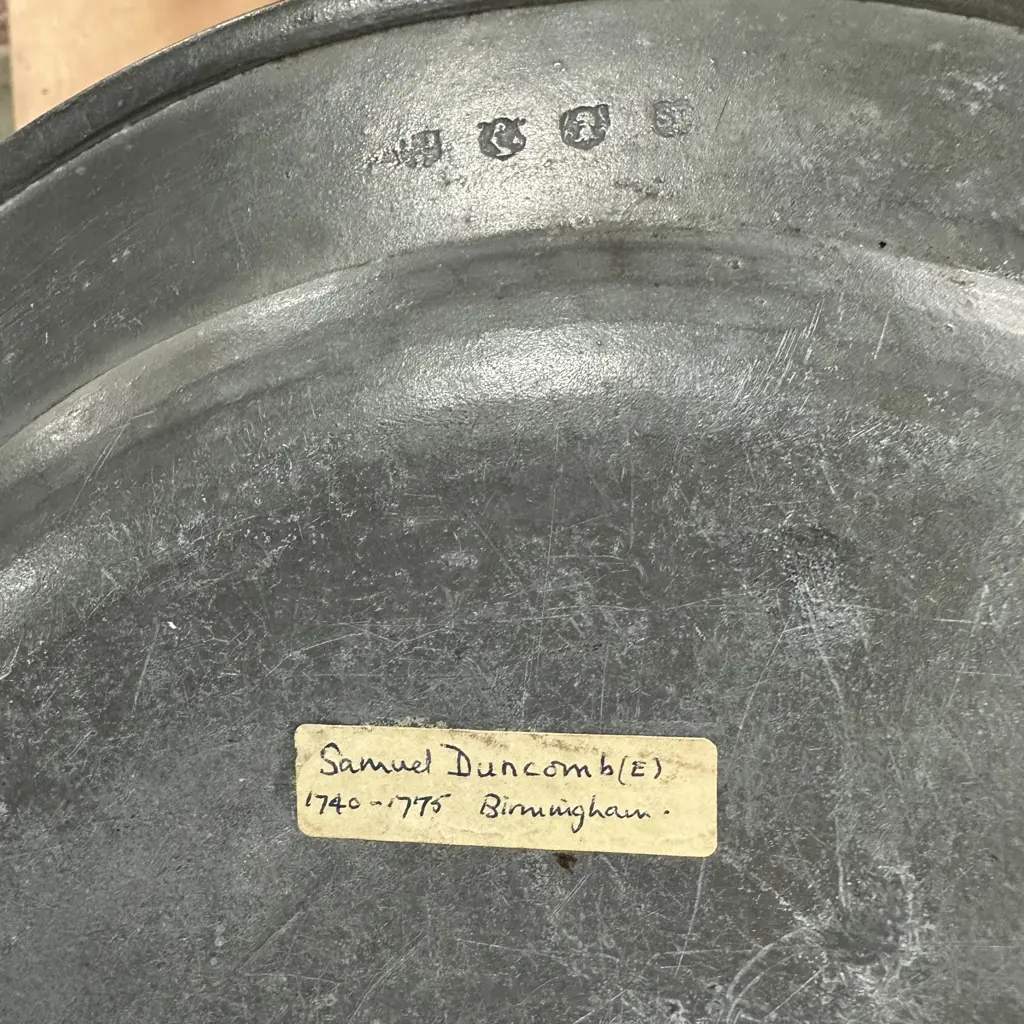 Samuel Duncomb(E)
1740-1775 Birmingham.